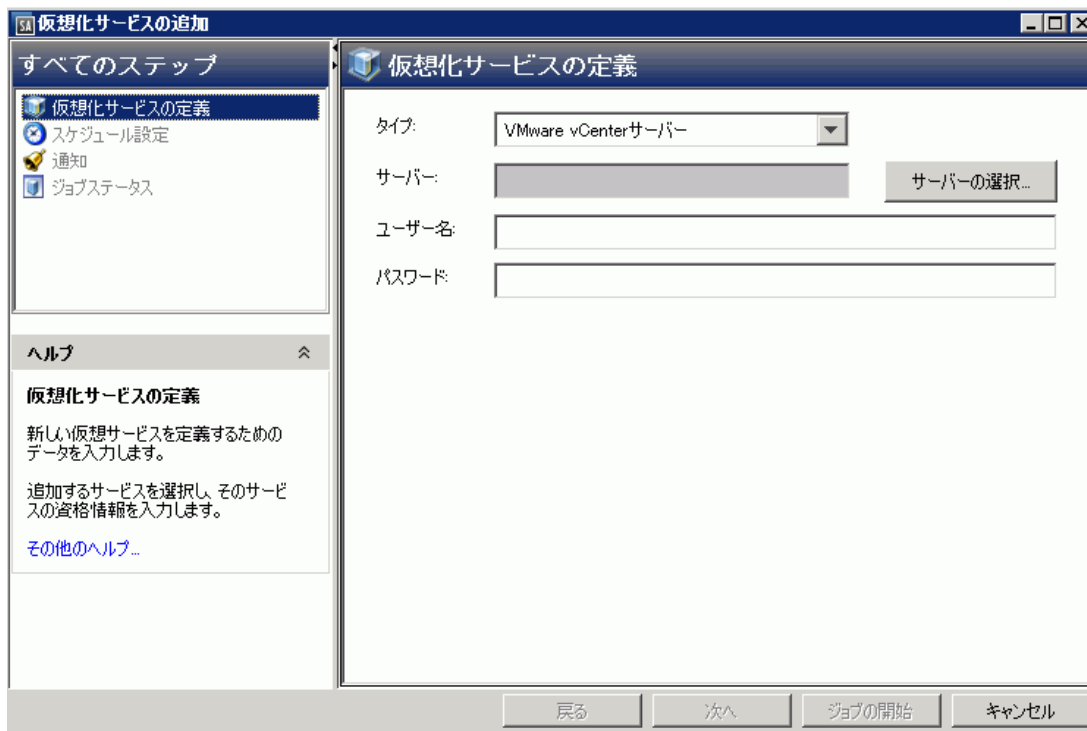 SA 仮想化サービスの追加
すべてのステップ
仮想化サービスの定義
スケジュール設定
通知
ジョブステータス
ヘルプ
仮想化サービスの定義
新しい仮想サービスを定義するための
データを入力します。
追加するサービスを選択し、そのサービ
スの資格情報を入力します。
その他のヘルプ...
仮想化サービスの定義
タイプ:
VMware vCenterサーバー
サーバー:
サーバーの選択...
ユーザー名:
パスワード:
戻る
次へ
ジョブの開始
キャンセル